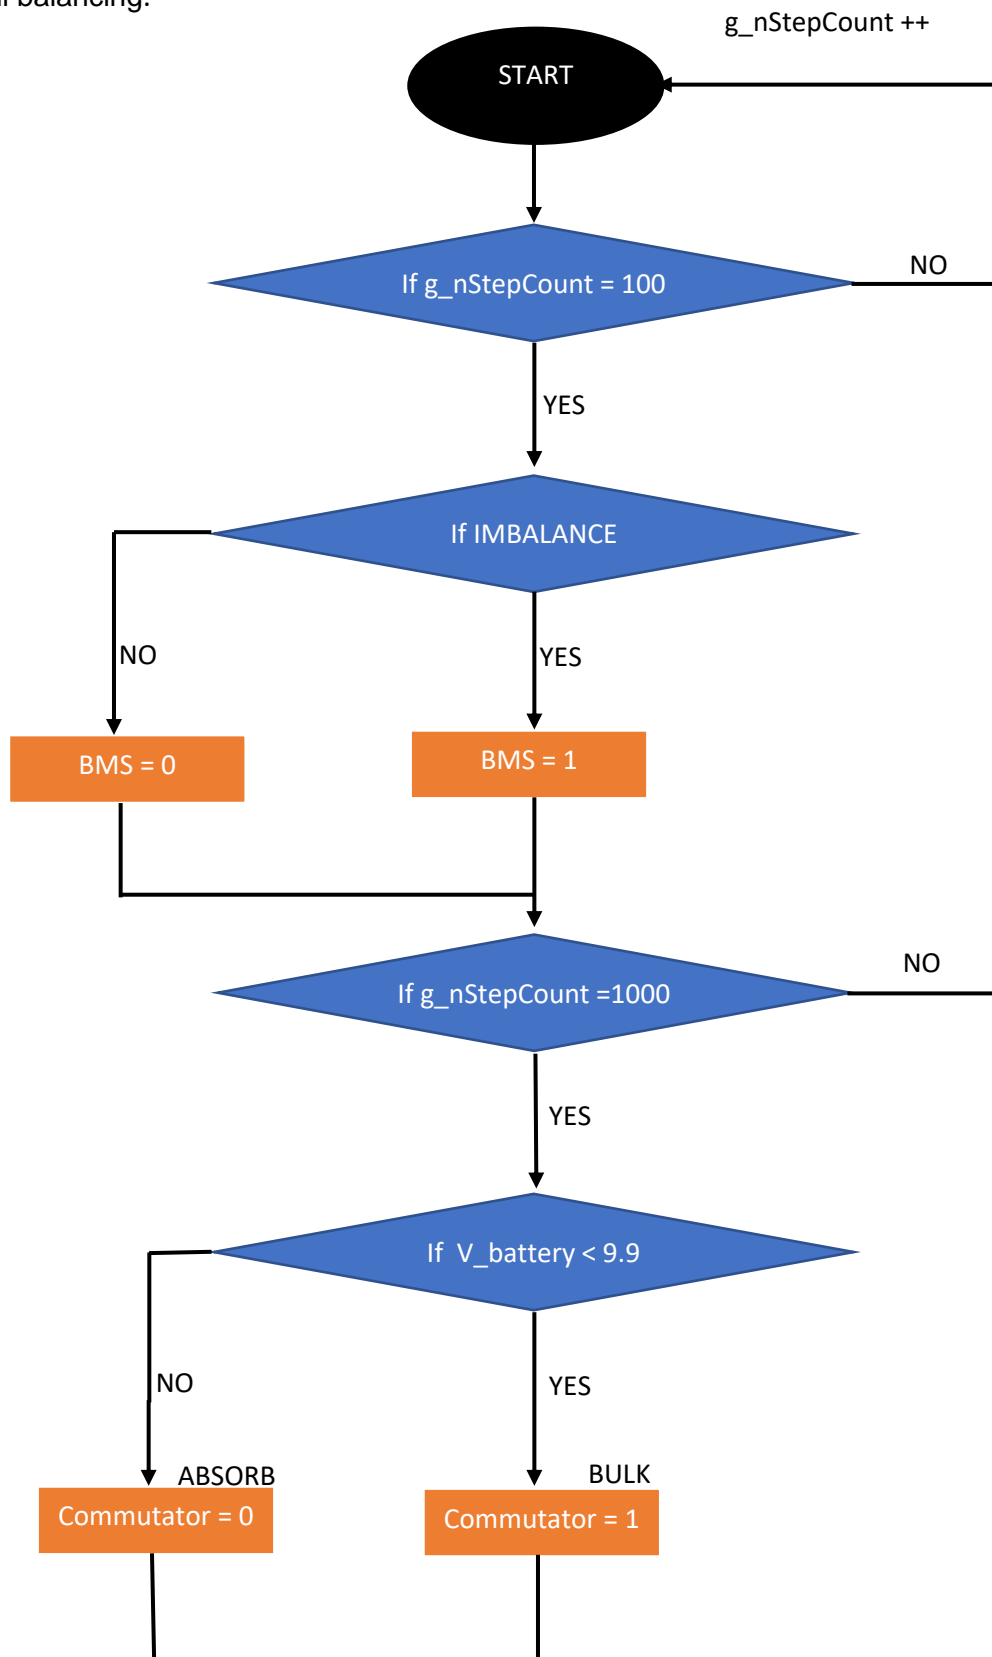 balancing.
g_nStepCount ++
START
If g_nStepCount = 100
NO
YES
If IMBALANCE
NO
YES
BMS = 0
BMS = 1
NO
If g_nStepCount =1000
YES
If  V_battery < 9.9
NO
YES
ABSORB
BULK
Commutator = 0
Commutator = 1